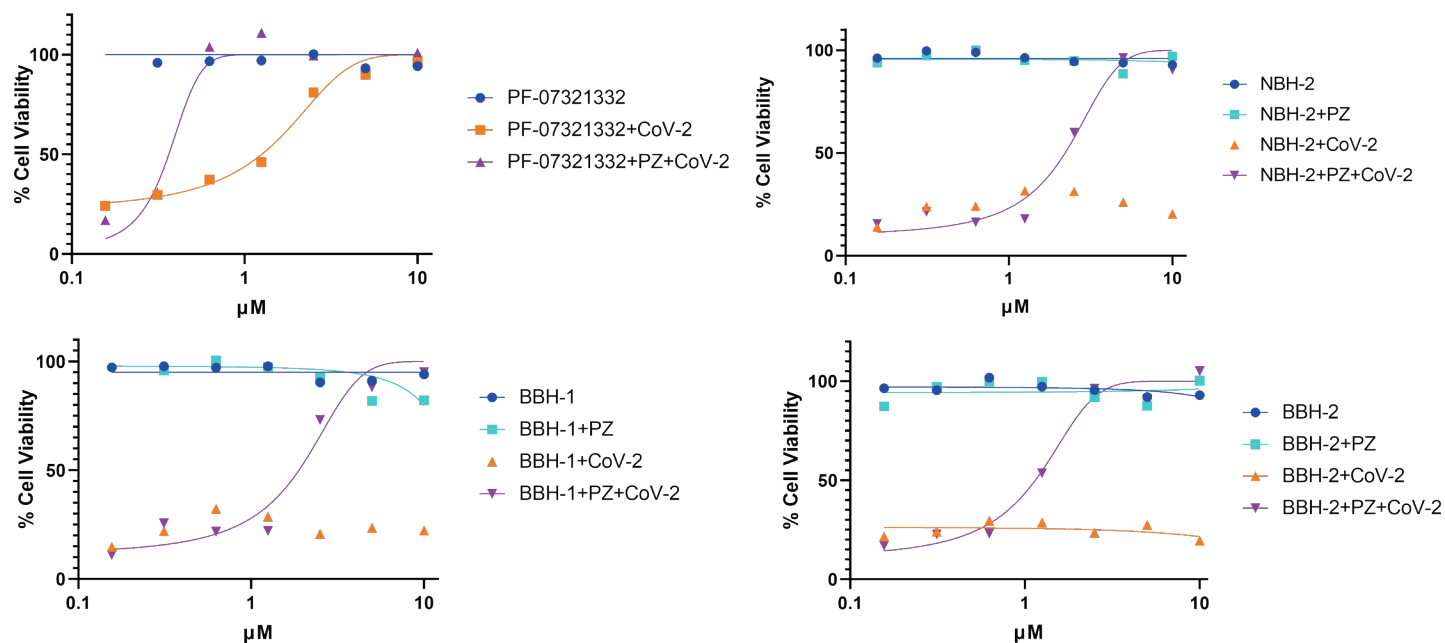 % Cell Viability
100
50
0
0.1
1
10
µM
PF-07321332
PF-07321332+CoV-2
PF-07321332+PZ+CoV-2
% Cell Viability
100
50
0
0.1
1
10
µM
NBH-2
NBH-2+PZ
NBH-2+CoV-2
NBH-2+PZ+CoV-2
% Cell Viability
100
50
0
0.1
1
10
µM
BBH-1
BBH-1+PZ
BBH-1+CoV-2
BBH-1+PZ+CoV-2
% Cell Viability
100
50
0
0.1
1
10
µM
BBH-2
BBH-2+PZ
BBH-2+CoV-2
BBH-2+PZ+CoV-2